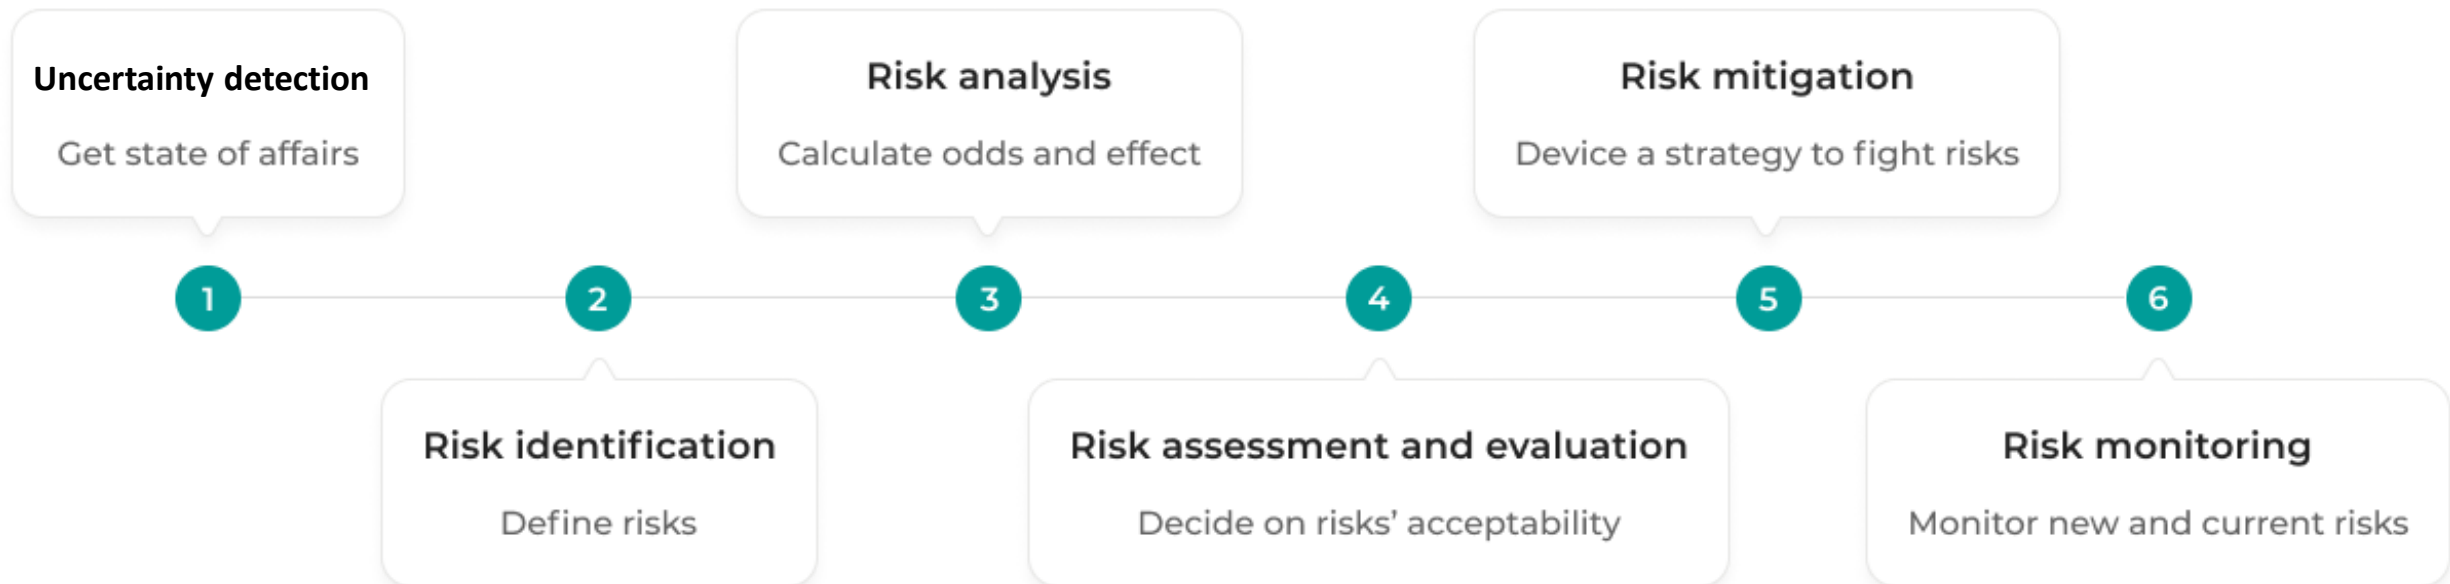 Uncertainty detection
Get state of affairs
Risk analysis
Calculate odds and effect
Risk mitigation
Device a strategy to fight risks
1
2
3
4
5
6
Risk identification
Define risks
Risk assessment and evaluation
Decide on risks’ acceptability
Risk monitoring
Monitor new and current risks